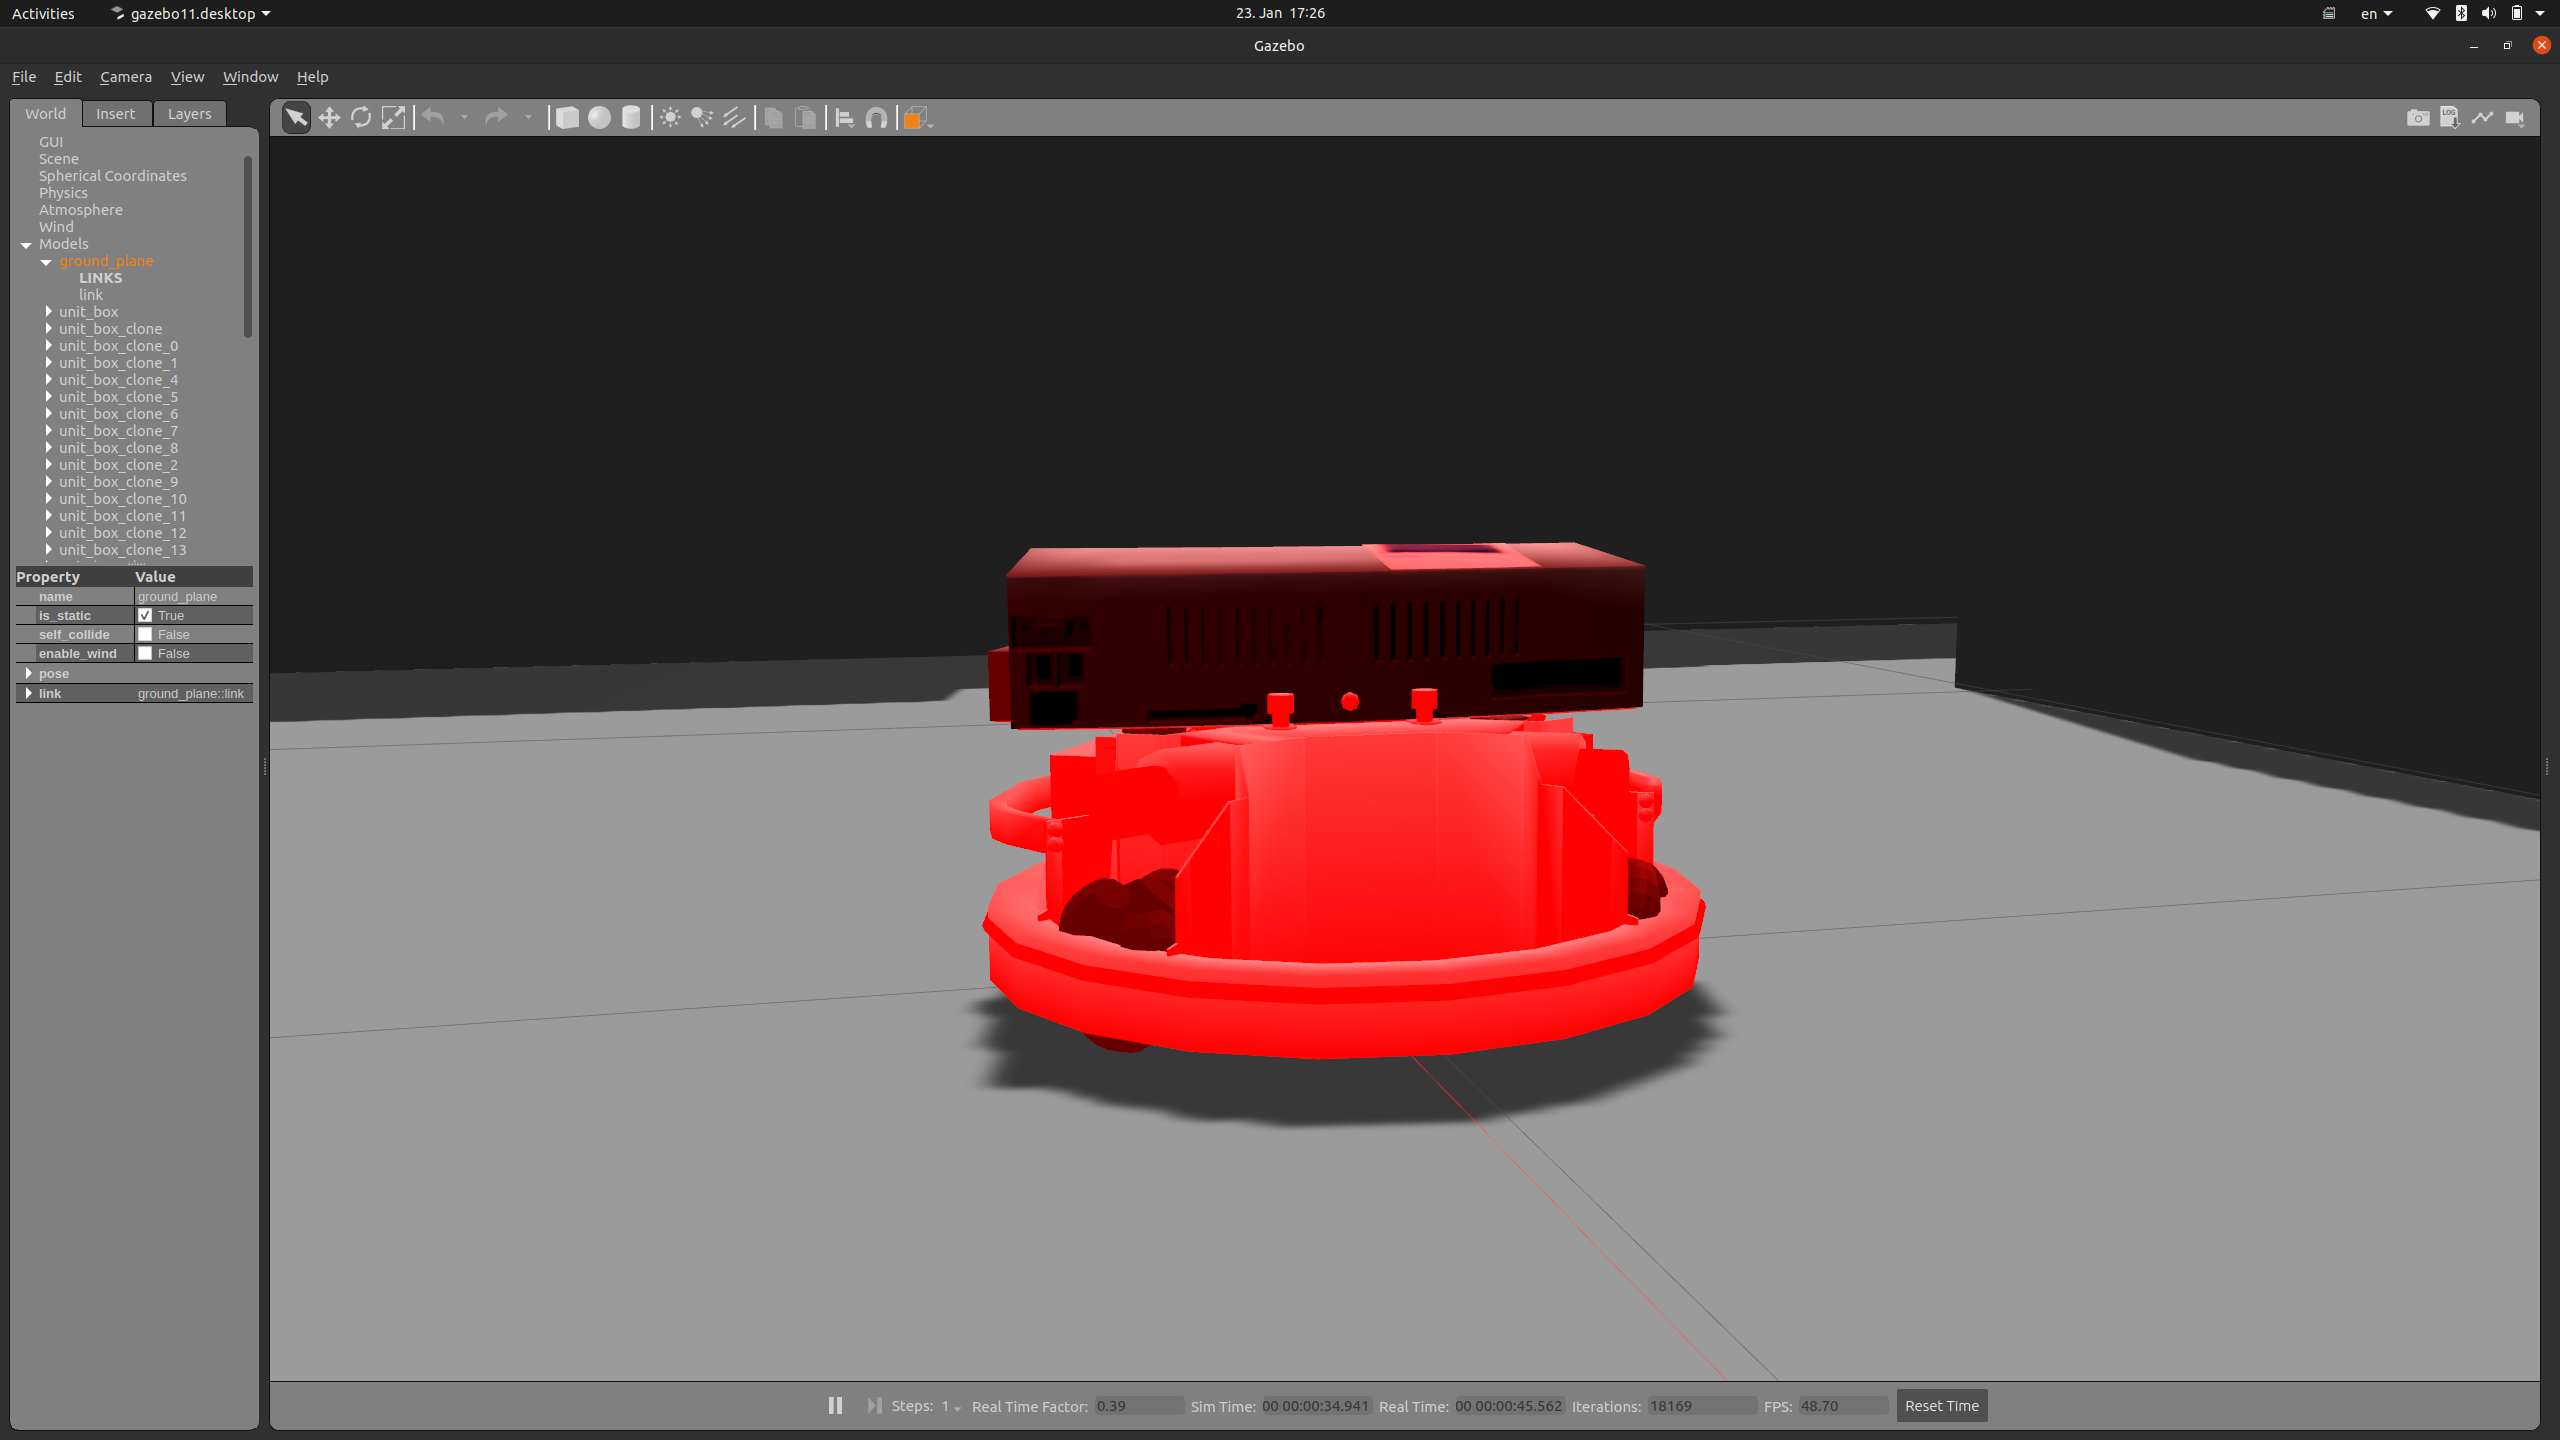 Activities gazebo11.desktop 23. Jan 17:26 en
Gazebo
File Edit Camera View Window Help
World Insert Layers
GUI
Scene
Spherical Coordinates
Physics
Atmosphere
Wind
Models
ground_plane
LINKS
link
unit_box
unit_box_clone
unit_box_clone_0
unit_box_clone_1
unit_box_clone_4
unit_box_clone_5
unit_box_clone_6
unit_box_clone_7
unit_box_clone_8
unit_box_clone_2
unit_box_clone_9
unit_box_clone_10
unit_box_clone_11
unit_box_clone_12
unit_box_clone_13
Property Value
name ground_plane
is_static True
self_collide False
enable_wind False
pose
link ground_plane::link
LOG
Steps: 1 Real Time Factor: 0.39 Sim Time: 00 00:00:34.941 Real Time: 00 00:00:45.562 Iterations: 18169 FPS: 48.70 Reset Time